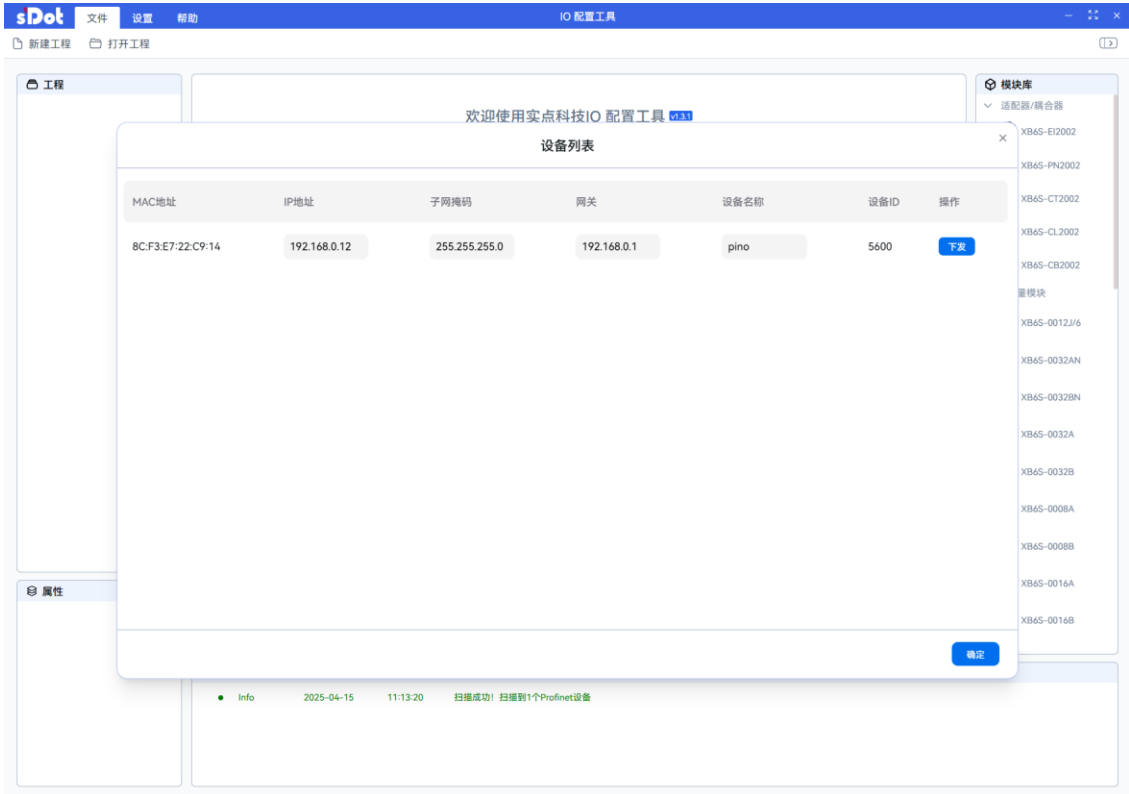 sDot 文件 设置 帮助 IO 配置工具
新建工程 打开工程
工程
欢迎使用实点科技IO 配置工具 v1.3.1
设备列表
MAC地址 IP地址 子网掩码 网关 设备名称 设备ID 操作
8C:F3:E7:22:C9:14 192.168.0.12 255.255.255.0 192.168.0.1 pino 5600 下发
确定
模块库
适配器/耦合器
XB6S-EI2002
XB6S-PN2002
XB6S-CT2002
XB6S-CL2002
XB6S-CB2002
量模块
XB6S-0012J/6
XB6S-0032AN
XB6S-0032BN
XB6S-0032A
XB6S-0032B
XB6S-0008A
XB6S-0008B
XB6S-0016A
XB6S-0016B
属性
Info 2025-04-15 11:13:20 扫描成功！扫描到1个Profinet设备